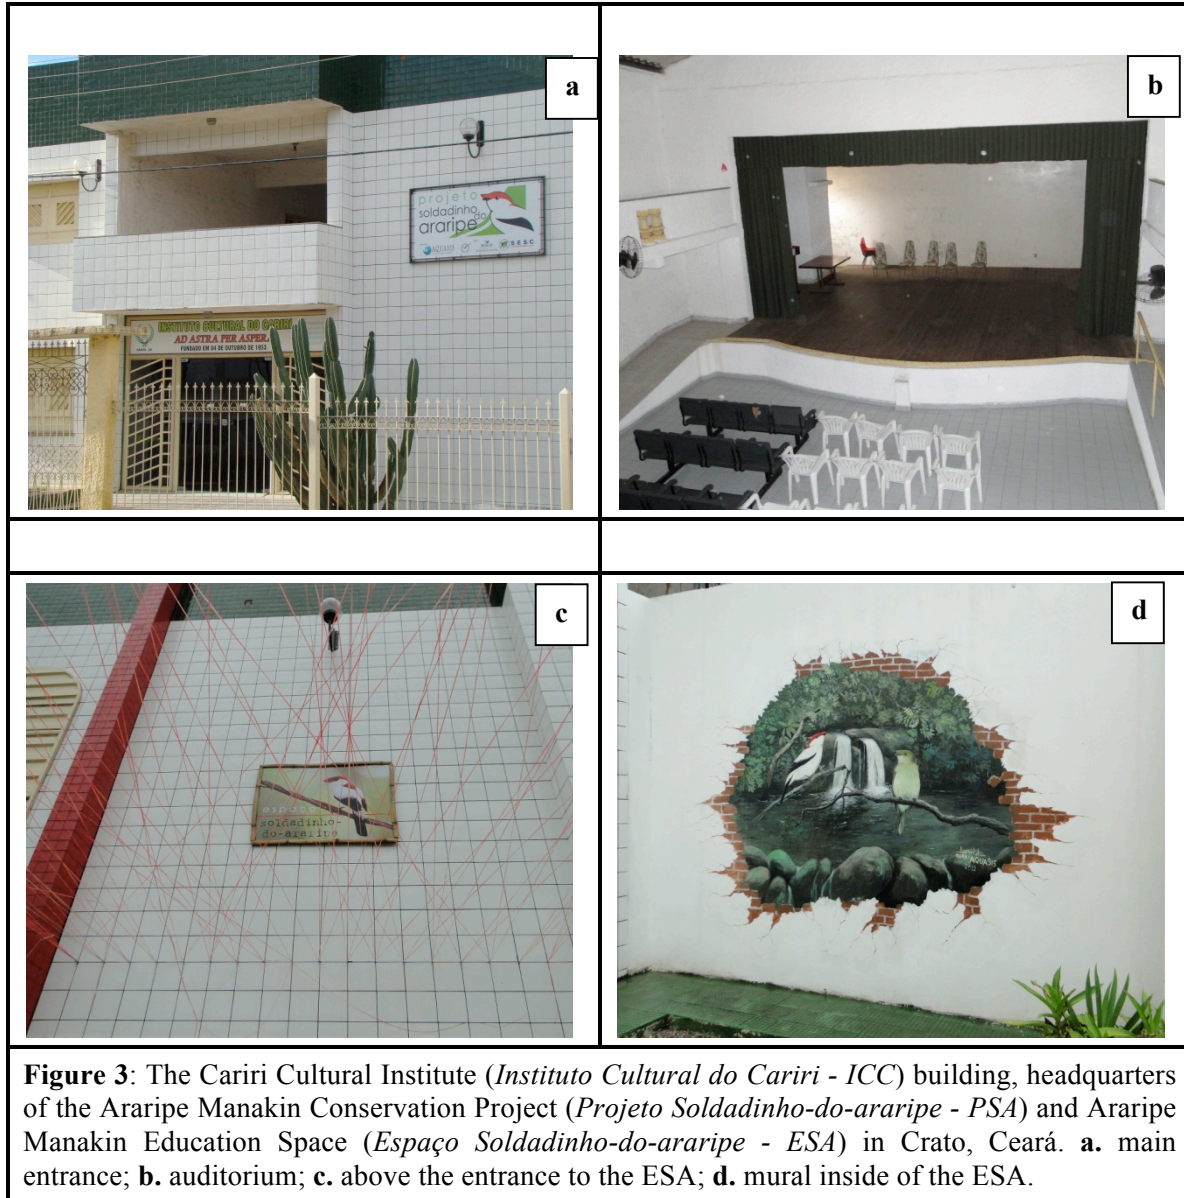 a
projeto
soldadinho
do
araripe
SESC
INSTITUTO CULTURAL DO CARIRI
AD ASTRA PER ASPERA
FUNDADO EM 04 DE OUTUBRO DE 1953
b
c
espaço
soldadinho-
do-araripe
d
AQUASIS
Figure 3: The Cariri Cultural Institute (Instituto Cultural do Cariri - ICC) building, headquarters
of the Araripe Manakin Conservation Project (Projeto Soldadinho-do-araripe - PSA) and Araripe
Manakin Education Space (Espaço Soldadinho-do-araripe - ESA) in Crato, Ceará. a. main
entrance; b. auditorium; c. above the entrance to the ESA; d. mural inside of the ESA.